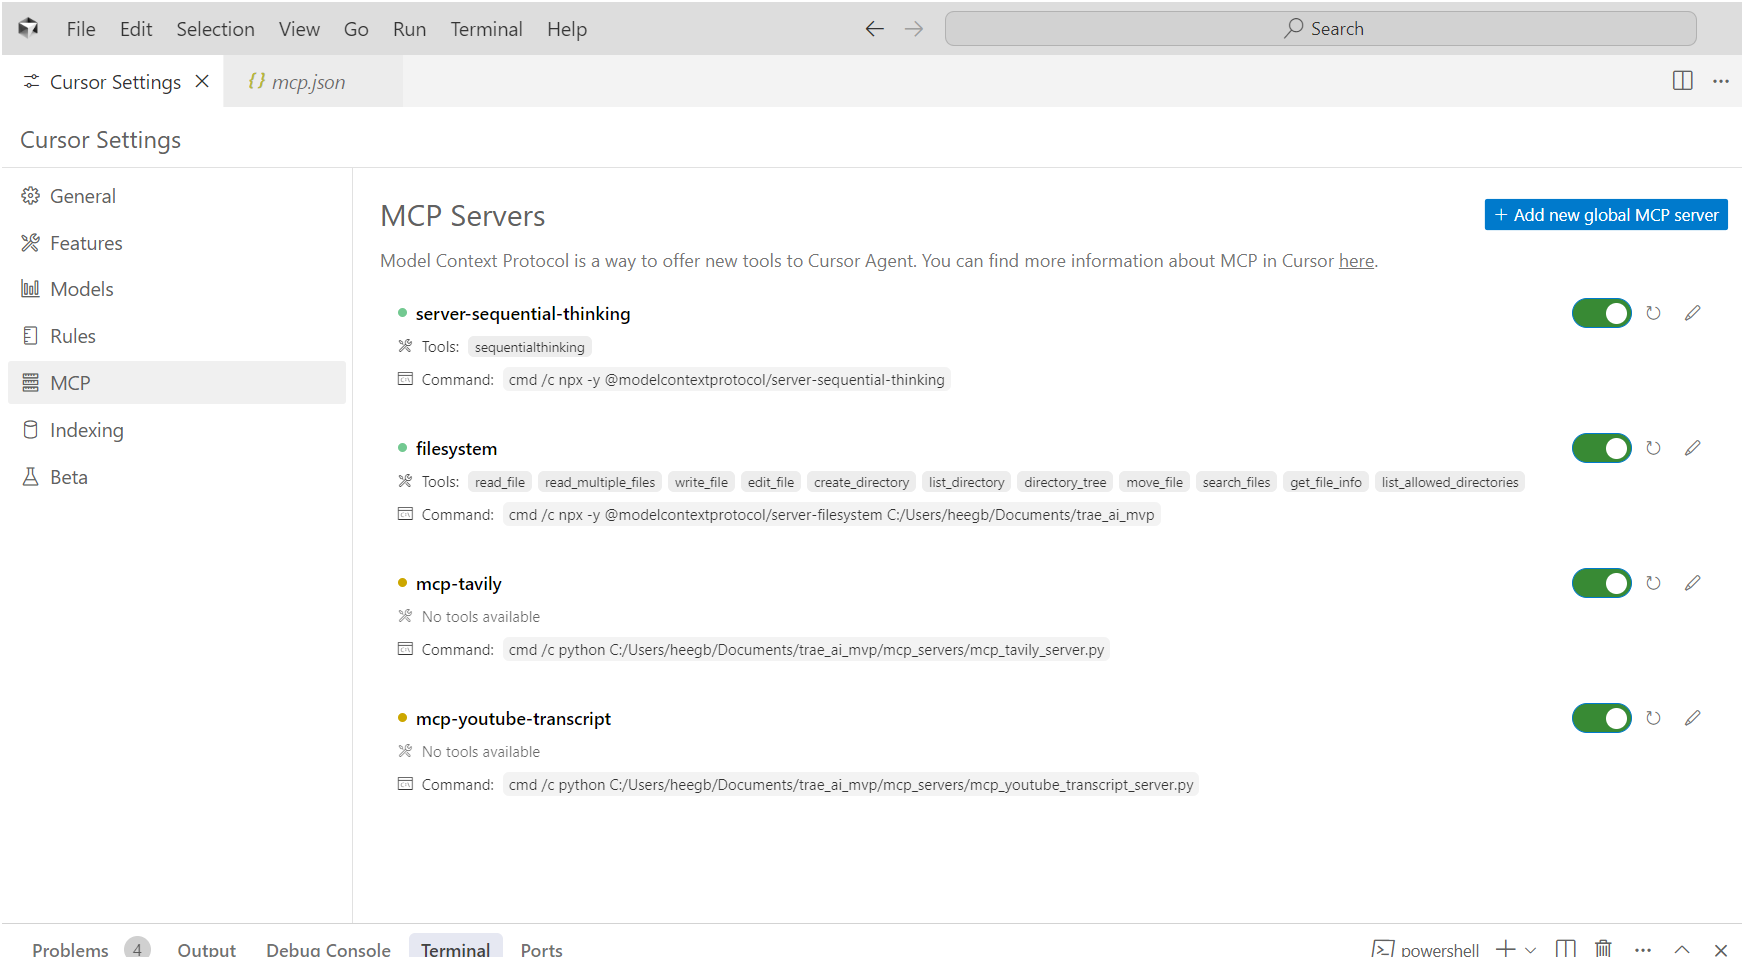 File Edit Selection View Go Run Terminal Help Search
Cursor Settings mcp.json
Cursor Settings
General
Features
Models
Rules
MCP
Indexing
Beta
MCP Servers
+ Add new global MCP server
Model Context Protocol is a way to offer new tools to Cursor Agent. You can find more information about MCP in Cursor here.
server-sequential-thinking
Tools: sequentialthinking
Command: cmd /c npx -y @modelcontextprotocol/server-sequential-thinking
filesystem
Tools: read_file read_multiple_files write_file edit_file create_directory list_directory directory_tree move_file search_files get_file_info list_allowed_directories
Command: cmd /c npx -y @modelcontextprotocol/server-filesystem C:/Users/heegb/Documents/trae_ai_mvp
mcp-tavily
No tools available
Command: cmd /c python C:/Users/heegb/Documents/trae_ai_mvp/mcp_servers/mcp_tavily_server.py
mcp-youtube-transcript
No tools available
Command: cmd /c python C:/Users/heegb/Documents/trae_ai_mvp/mcp_servers/mcp_youtube_transcript_server.py
Problems 4 Output Debug Console Terminal Ports powershell